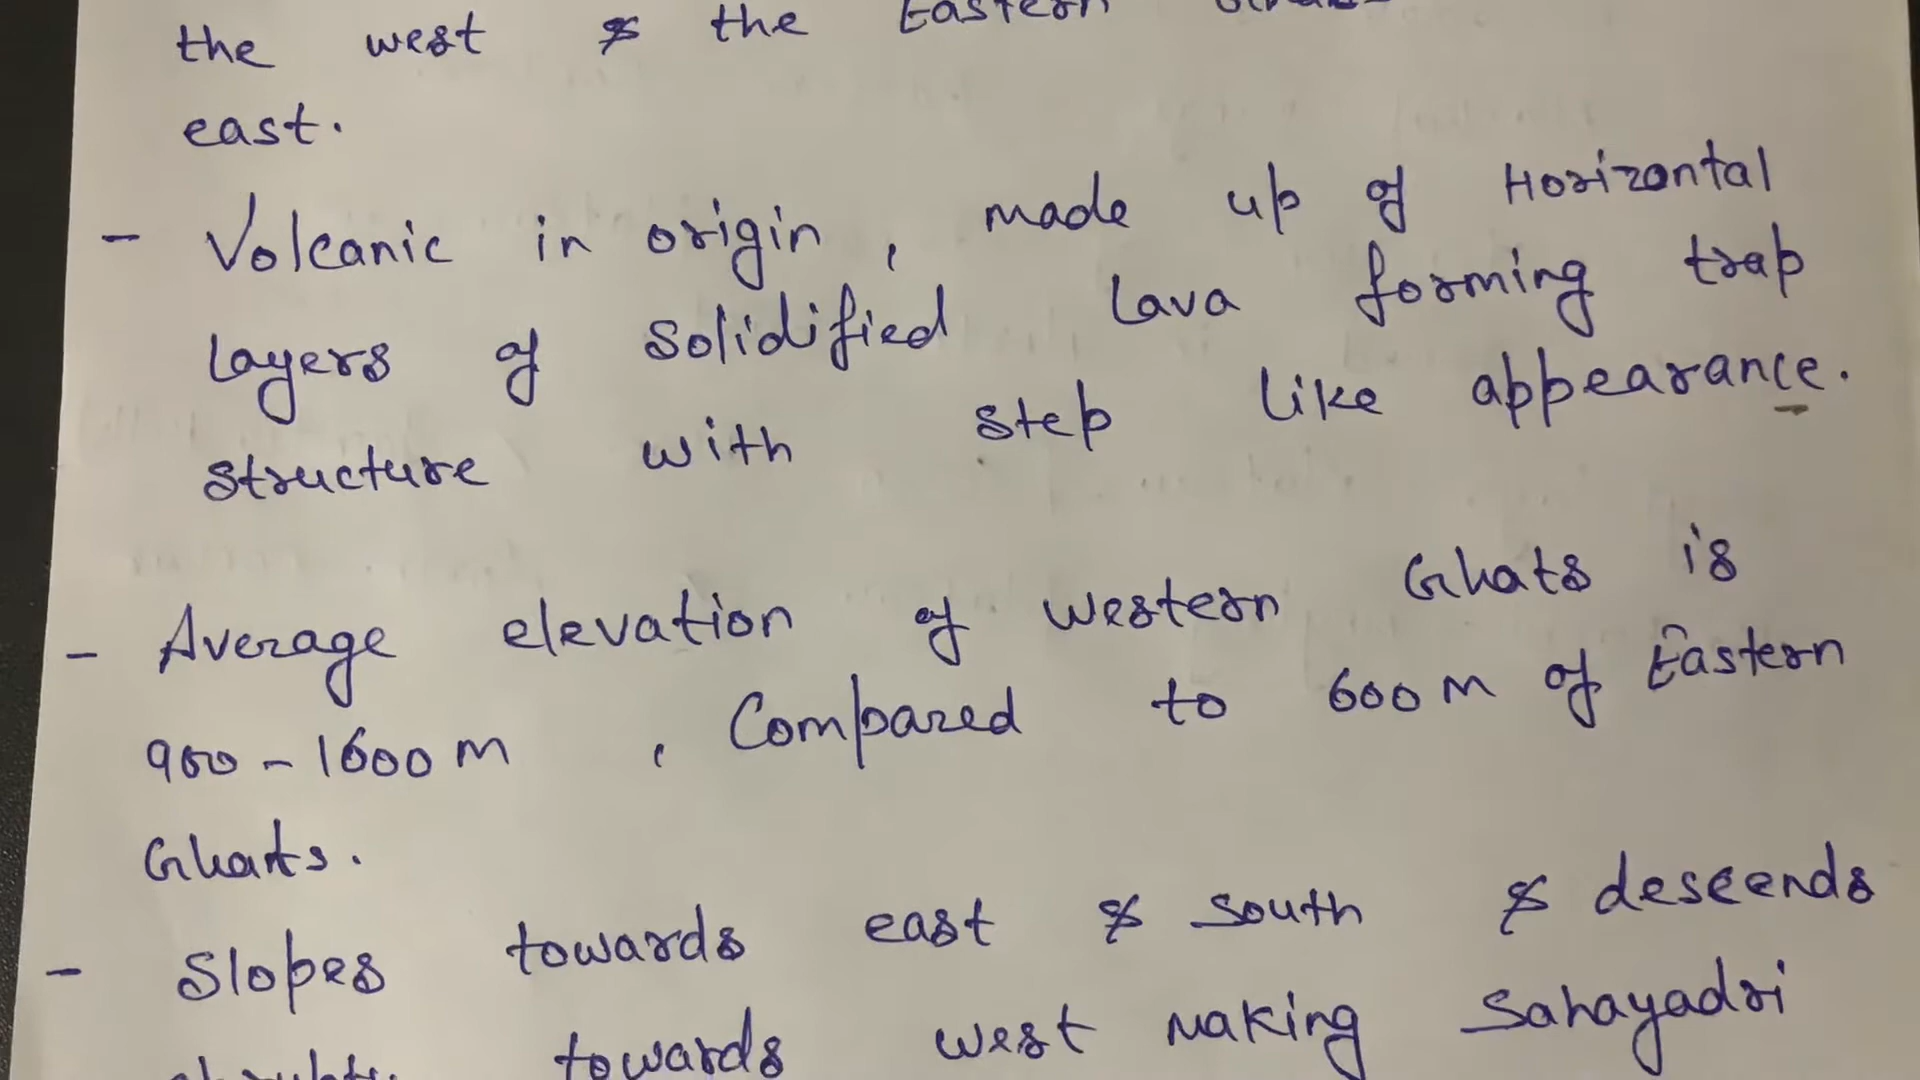 the west & the Eastern
east.
- Volcanic in origin, made up of Horizontal
layers of solidified lava forming trap
structure with step like appearance.
- Average elevation of western Ghats is
900-1600 m, Compared to 600 m of Eastern
Ghats.
- Slopes towards east & south & descends
towards west making Sahayadri